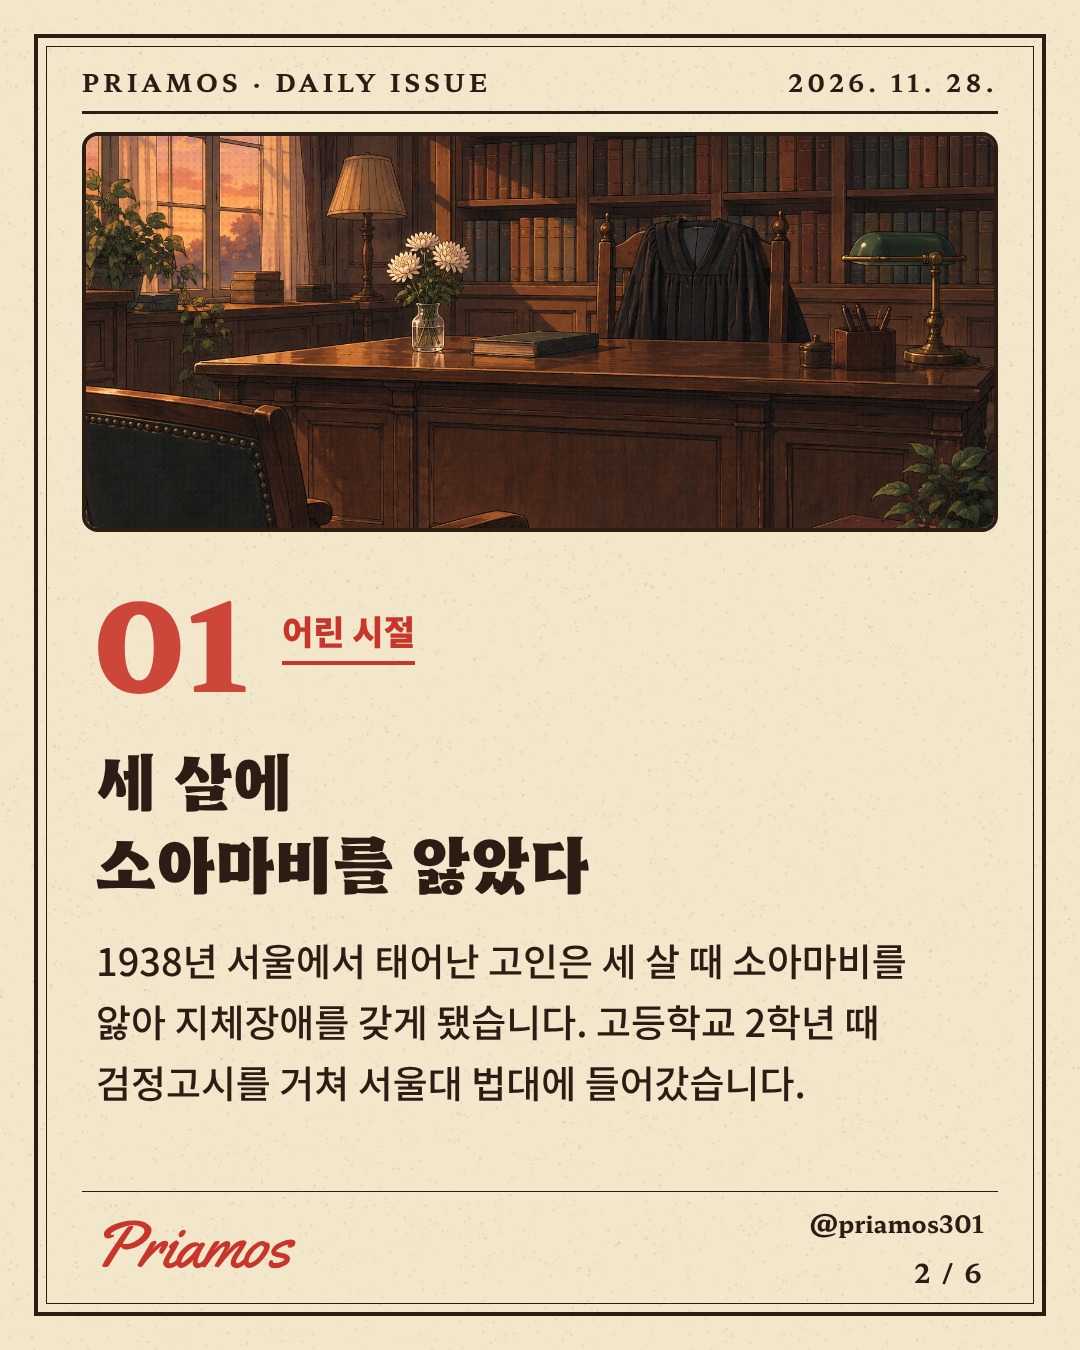 PRIAMOS · DAILY ISSUE
2026. 11. 28.
01
어린 시절
세 살에
소아마비를 앓았다
1938년 서울에서 태어난 고인은 세 살 때 소아마비를
앓아 지체장애를 갖게 됐습니다. 고등학교 2학년 때
검정고시를 거쳐 서울대 법대에 들어갔습니다.
Priamos
@priamos301
2 / 6